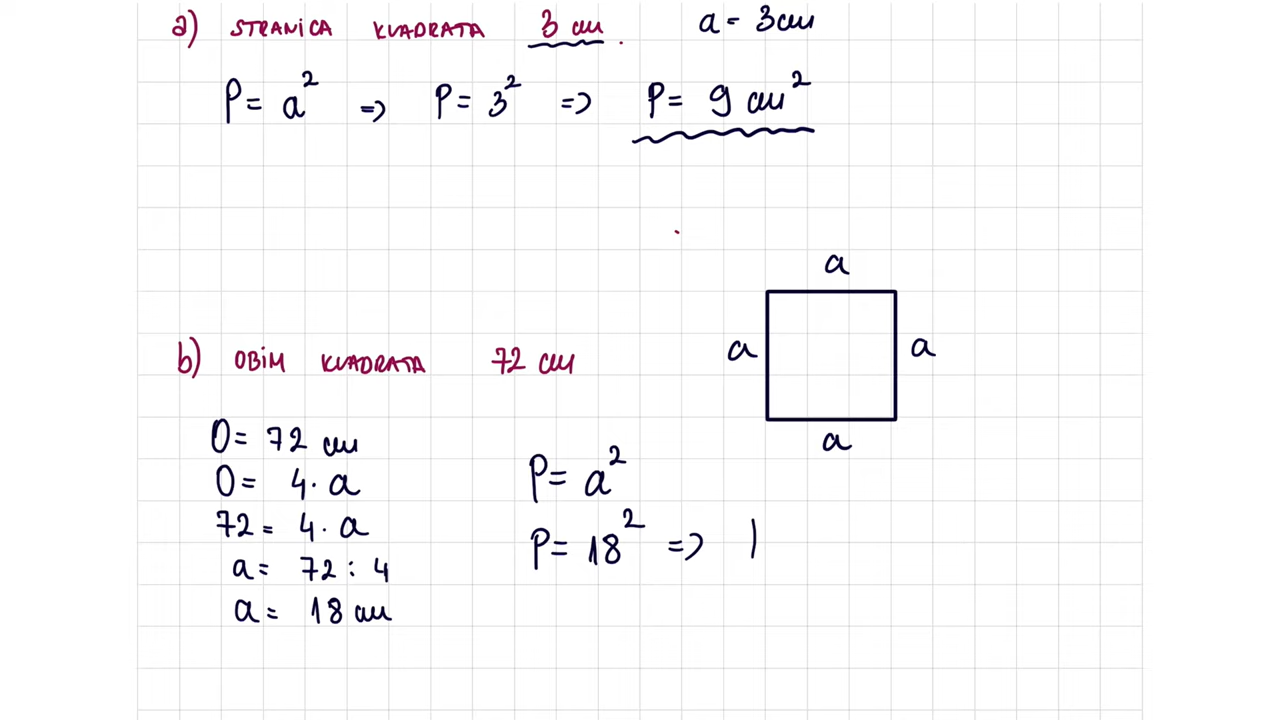 a) STRANICA KVADRATA 3 cm. a = 3cm
P = a² => P = 3² => P = 9 cm²
a
a a
b) OBIM KVADRATA 72 cm
a
O = 72 cm
O = 4 · a
72 = 4 · a
a = 72 : 4
a = 18 cm
P = a²
P = 18² =>